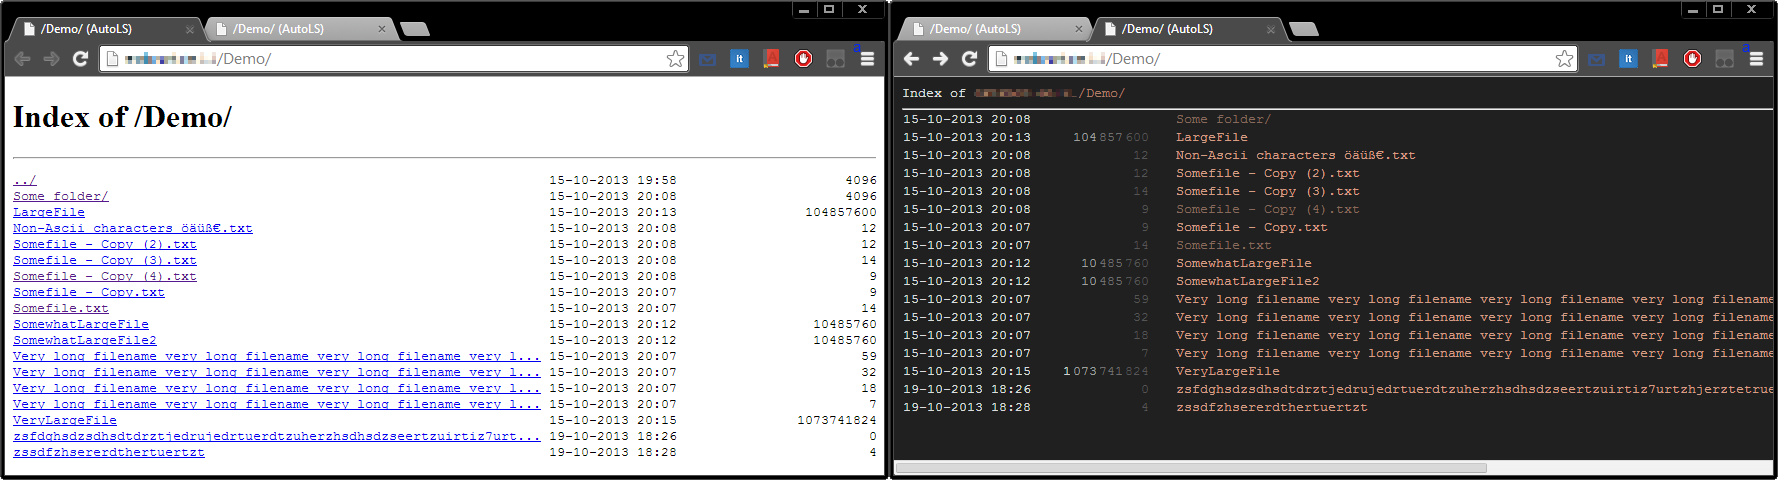 /Demo/ (AutoLS)
/Demo/ (AutoLS)
/Demo/
Index of /Demo/
../ 15-10-2013 19:58 4096
Some folder/ 15-10-2013 20:08 4096
LargeFile 15-10-2013 20:13 104857600
Non-Ascii characters öäüß€.txt 15-10-2013 20:08 12
Somefile - Copy (2).txt 15-10-2013 20:08 12
Somefile - Copy (3).txt 15-10-2013 20:08 14
Somefile - Copy (4).txt 15-10-2013 20:08 9
Somefile - Copy.txt 15-10-2013 20:07 9
Somefile.txt 15-10-2013 20:07 14
SomewhatLargeFile 15-10-2013 20:12 10485760
SomewhatLargeFile2 15-10-2013 20:12 10485760
Very long filename very long filename very long filename very l... 15-10-2013 20:07 59
Very long filename very long filename very long filename very l... 15-10-2013 20:07 32
Very long filename very long filename very long filename very l... 15-10-2013 20:07 18
Very long filename very long filename very long filename very l... 15-10-2013 20:07 7
VeryLargeFile 15-10-2013 20:15 1073741824
zsfdghsdzsdhsdtdrztjedrujedrtuerdtzuherzhsdhsdzseertzuirtiz7urt... 19-10-2013 18:26 0
zssdfzhsererdthertuertzt 19-10-2013 18:28 4
/Demo/ (AutoLS)
/Demo/ (AutoLS)
/Demo/
Index of /Demo/
15-10-2013 20:08 Some folder/
15-10-2013 20:13 104857600 LargeFile
15-10-2013 20:08 12 Non-Ascii characters öäüß€.txt
15-10-2013 20:08 12 Somefile - Copy (2).txt
15-10-2013 20:08 14 Somefile - Copy (3).txt
15-10-2013 20:08 9 Somefile - Copy (4).txt
15-10-2013 20:07 9 Somefile - Copy.txt
15-10-2013 20:07 14 Somefile.txt
15-10-2013 20:12 10485760 SomewhatLargeFile
15-10-2013 20:12 10485760 SomewhatLargeFile2
15-10-2013 20:07 59 Very long filename very long filename very long filename very long filename
15-10-2013 20:07 32 Very long filename very long filename very long filename very long filename
15-10-2013 20:07 18 Very long filename very long filename very long filename very long filename
15-10-2013 20:07 7 Very long filename very long filename very long filename very long filename
15-10-2013 20:15 1073741824 VeryLargeFile
19-10-2013 18:26 0 zsfdghsdzsdhsdtdrztjedrujedrtuerdtzuherzhsdhsdzseertzuirtiz7urtzhjerztetrue
19-10-2013 18:28 4 zssdfzhsererdthertuertzt